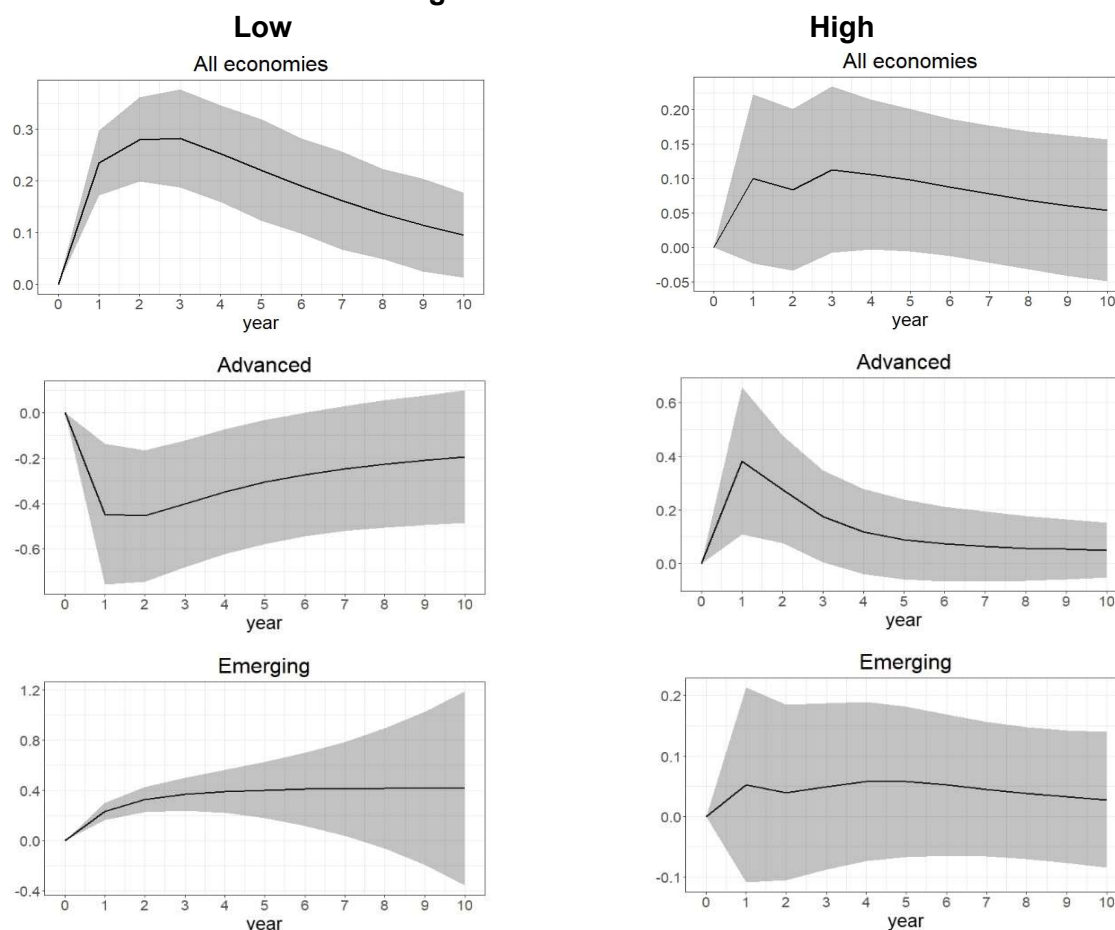 g
Low
High
All economies
0.3
0.2
0.1
0.0
0 1 2 3 4 5 6 7 8 9 10
year
All economies
0.20
0.15
0.10
0.05
0.00
-0.05
0 1 2 3 4 5 6 7 8 9 10
year
Advanced
0.0
-0.2
-0.4
-0.6
0 1 2 3 4 5 6 7 8 9 10
year
Advanced
0.6
0.4
0.2
0.0
0 1 2 3 4 5 6 7 8 9 10
year
Emerging
1.2
0.8
0.4
0.0
-0.4
0 1 2 3 4 5 6 7 8 9 10
year
Emerging
0.2
0.1
0.0
-0.1
0 1 2 3 4 5 6 7 8 9 10
year